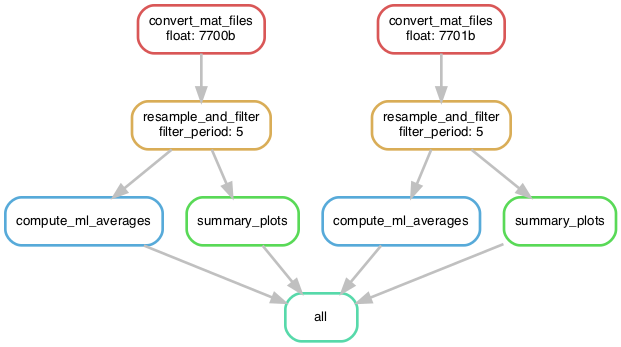 convert_mat_files
float: 7700b
convert_mat_files
float: 7701b
resample_and_filter
filter_period: 5
resample_and_filter
filter_period: 5
compute_ml_averages
summary_plots
compute_ml_averages
summary_plots
all